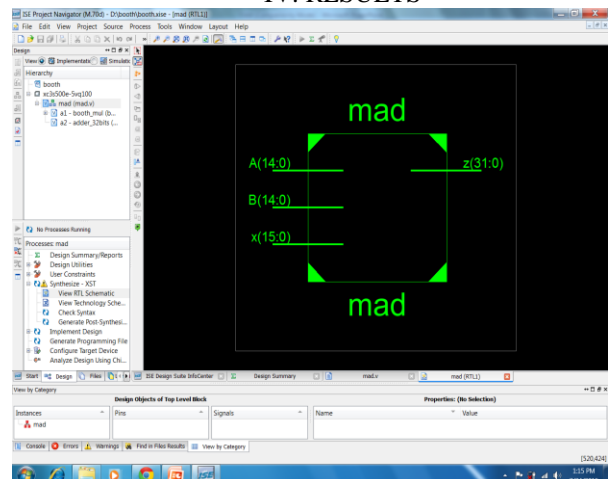 IV. RESULTS
ISE Project Navigator (M.70d) - D:\booth\booth.xise - [mad (RTL1)]
File Edit View Project Source Process Tools Window Layout Help
Design
View Implementation Simulation
Hierarchy
booth
xc3s500e-5vq100
mad (mad.v)
a1 - booth_mul (b...
a2 - adder_32bits (...
No Processes Running
Processes: mad
Design Summary/Reports
Design Utilities
User Constraints
Synthesize - XST
View RTL Schematic
View Technology Sche...
Check Syntax
Generate Post-Synthesi...
Implement Design
Generate Programming File
Configure Target Device
Analyze Design Using Chi...
mad
A(14:0)
z(31:0)
B(14:0)
x(15:0)
mad
Start Design Files
ISE Design Suite InfoCenter Design Summary mad.v mad (RTL1)
View by Category
Design Objects of Top Level Block Properties: (No Selection)
Instances Pins Signals Name Value
mad
Console Errors Warnings Find in Files Results View by Category
[520,424]
1:15 PM